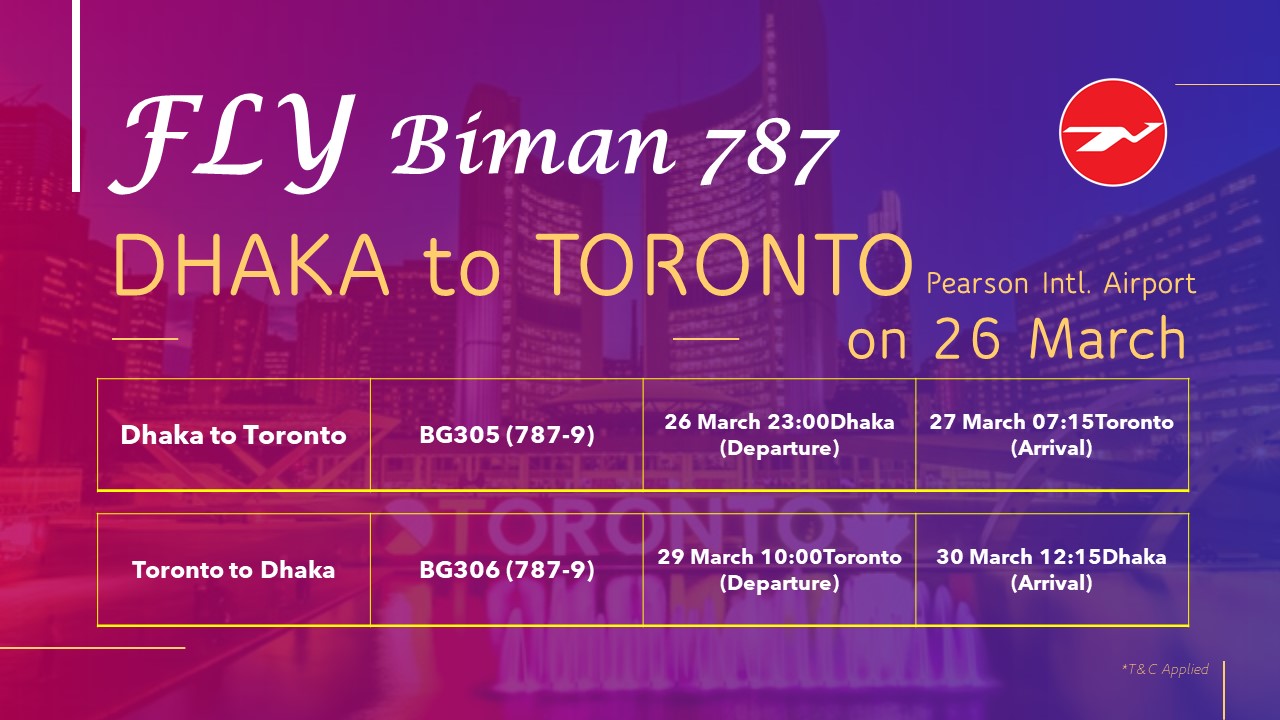 FLY Biman 787
DHAKA to TORONTO Pearson Intl. Airport
on 26 March
Dhaka to Toronto
BG305 (787-9)
26 March 23:00Dhaka
(Departure)
27 March 07:15Toronto
(Arrival)
TORONTO
Toronto to Dhaka
BG306 (787-9)
29 March 10:00Toronto
(Departure)
30 March 12:15Dhaka
(Arrival)
*T&C Applied